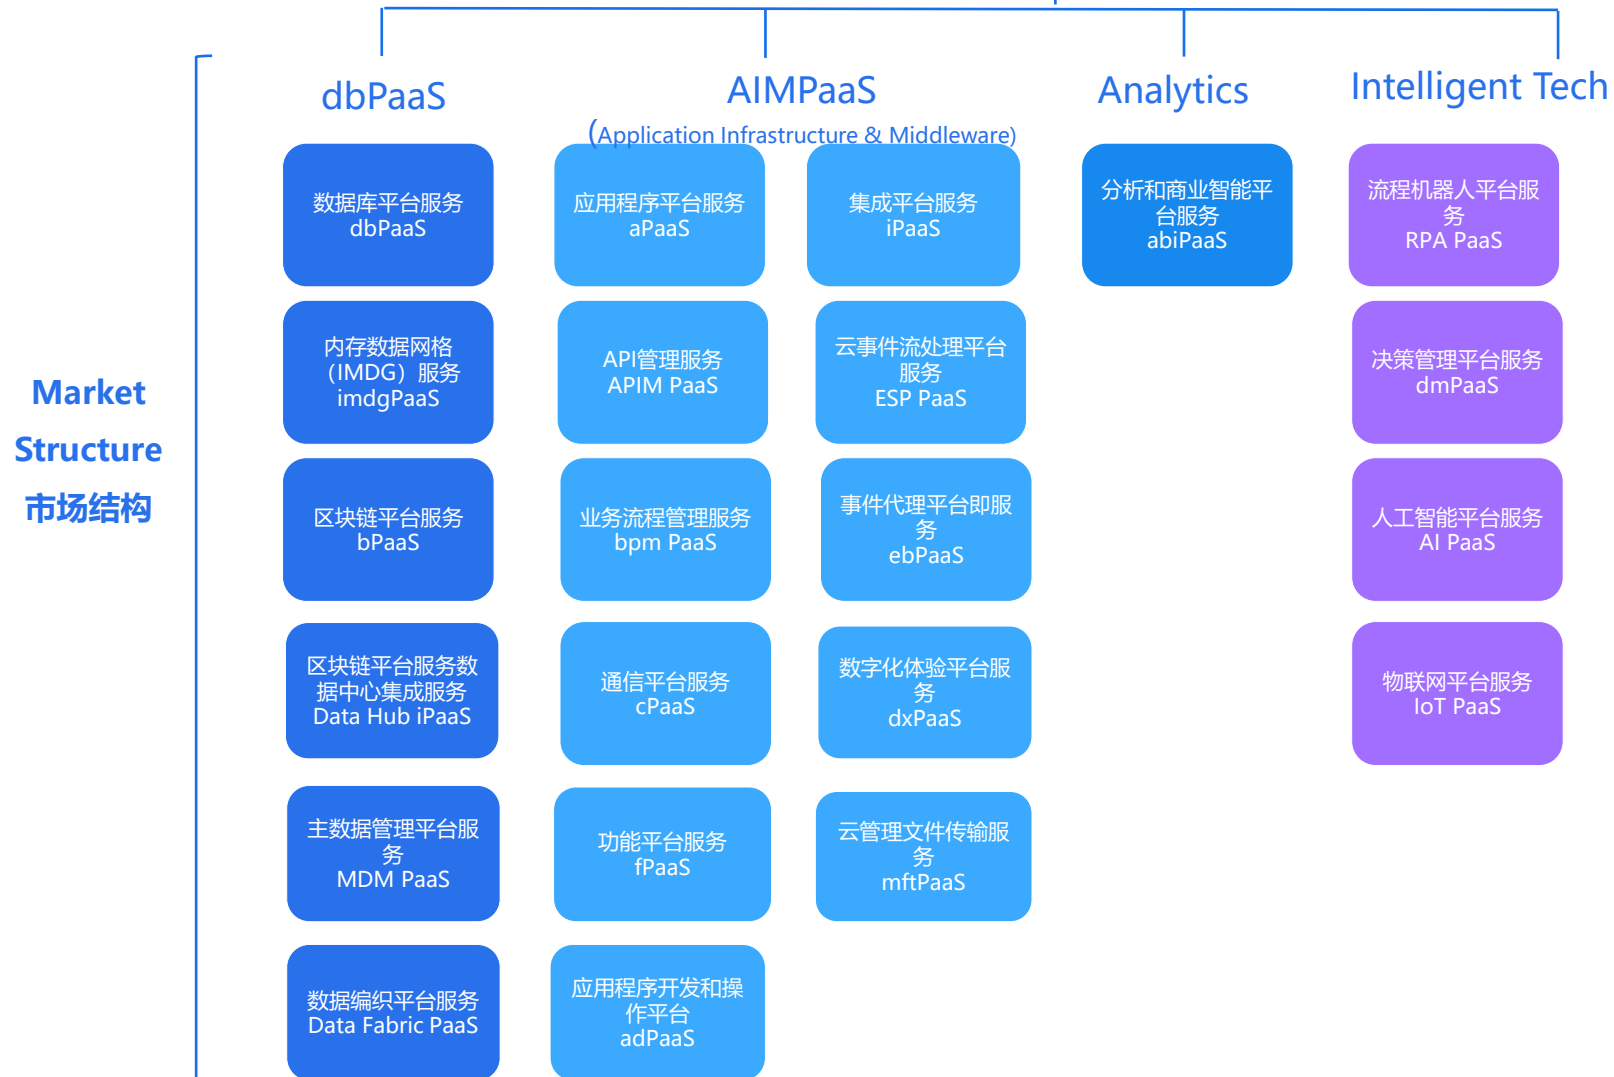 Market
Structure
市场结构
dbPaaS
数据库平台服务
dbPaaS
内存数据网格
（IMDG）服务
imdgPaaS
区块链平台服务
bPaaS
区块链平台服务数
据中心集成服务
Data Hub iPaaS
主数据管理平台服
务
MDM PaaS
数据编织平台服务
Data Fabric PaaS
AIMPaaS
(Application Infrastructure & Middleware)
应用程序平台服务
aPaaS
API管理服务
APIM PaaS
业务流程管理服务
bpm PaaS
通信平台服务
cPaaS
功能平台服务
fPaaS
应用程序开发和操
作平台
adPaaS
集成平台服务
iPaaS
云事件流处理平台
服务
ESP PaaS
事件代理平台即服
务
ebPaaS
数字化体验平台服
务
dxPaaS
云管理文件传输服
务
mftPaaS
Analytics
分析和商业智能平
台服务
abiPaaS
Intelligent Tech
流程机器人平台服
务
RPA PaaS
决策管理平台服务
dmPaaS
人工智能平台服务
AI PaaS
物联网平台服务
IoT PaaS